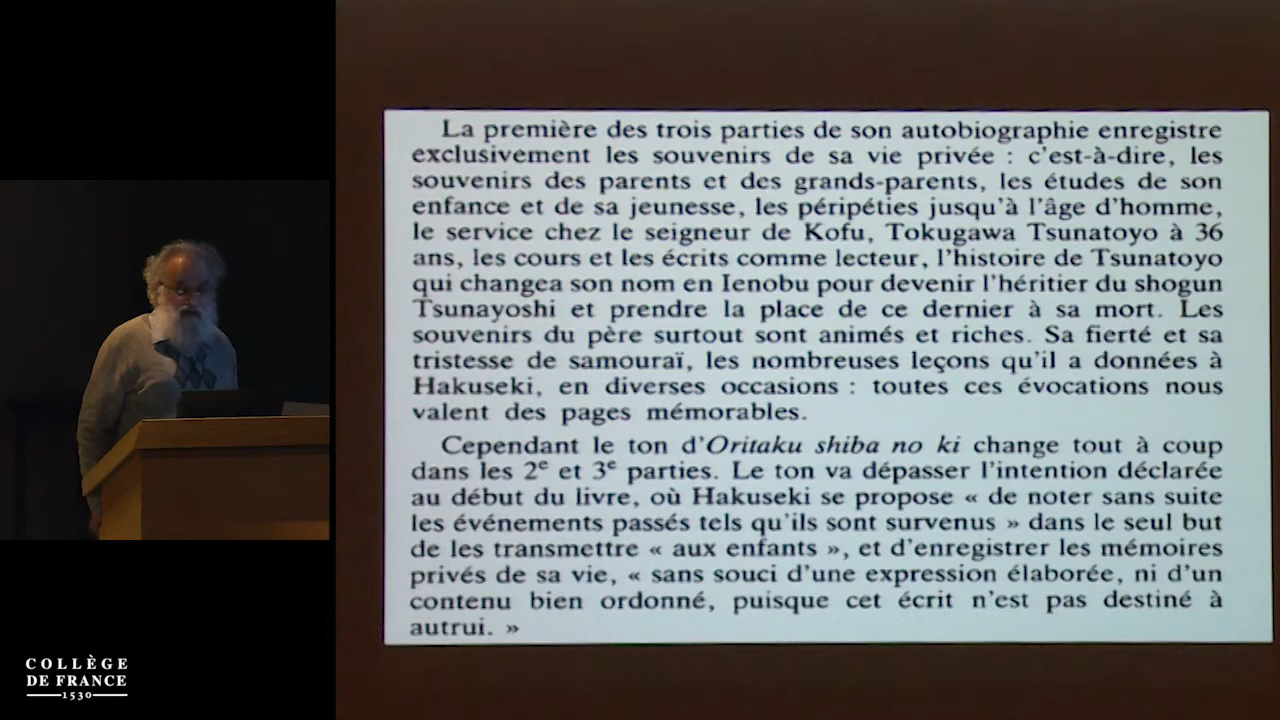 La première des trois parties de son autobiographie enregistre
exclusivement les souvenirs de sa vie privée : c'est-à-dire, les
souvenirs des parents et des grands-parents, les études de son
enfance et de sa jeunesse, les péripéties jusqu'à l'âge d'homme,
le service chez le seigneur de Kofu, Tokugawa Tsunatoyo à 36
ans, les cours et les écrits comme lecteur, l'histoire de Tsunatoyo
qui changea son nom en Ienobu pour devenir l'héritier du shogun
Tsunayoshi et prendre la place de ce dernier à sa mort. Les
souvenirs du père surtout sont animés et riches. Sa fierté et sa
tristesse de samouraï, les nombreuses leçons qu'il a données à
Hakuseki, en diverses occasions : toutes ces évocations nous
valent des pages mémorables.
Cependant le ton d'Oritaku shiba no ki change tout à coup
dans les 2e et 3e parties. Le ton va dépasser l'intention déclarée
au début du livre, où Hakuseki se propose « de noter sans suite
les événements passés tels qu'ils sont survenus » dans le seul but
de les transmettre « aux enfants », et d'enregistrer les mémoires
privés de sa vie, « sans souci d'une expression élaborée, ni d'un
contenu bien ordonné, puisque cet écrit n'est pas destiné à
autrui. »
COLLÈGE
DE FRANCE
1530